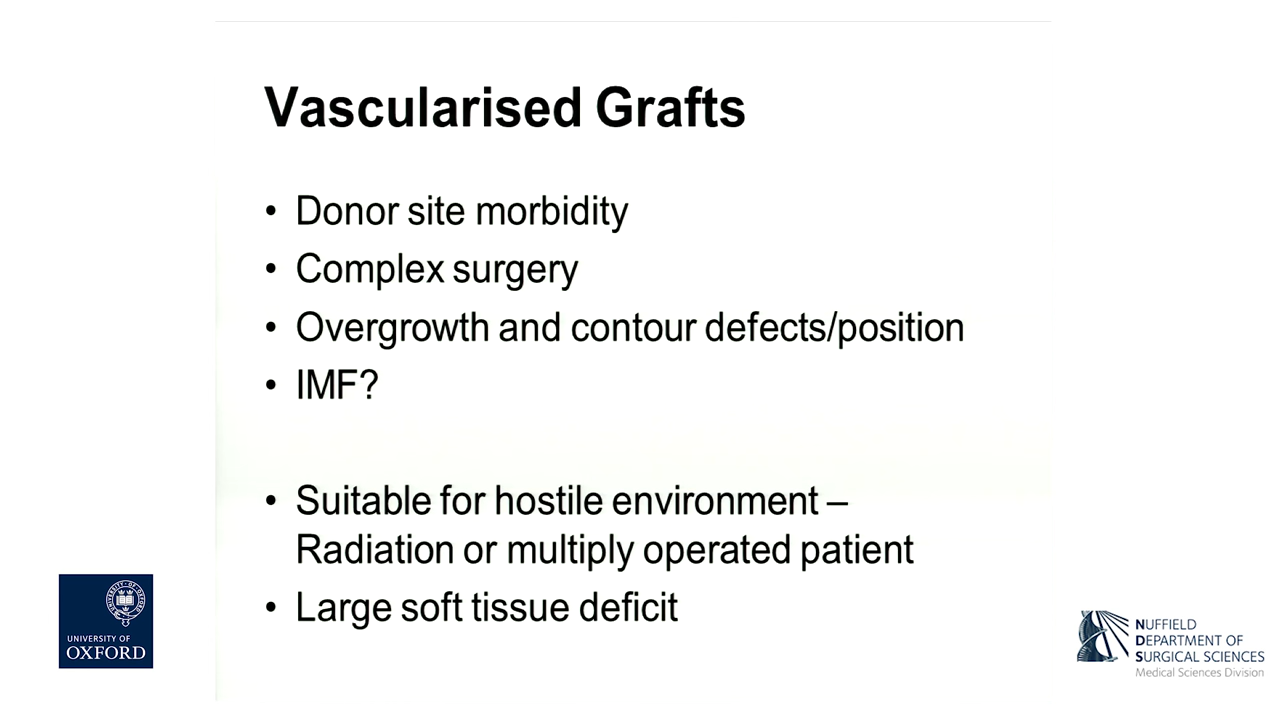 Vascularised Grafts
• Donor site morbidity
• Complex surgery
• Overgrowth and contour defects/position
• IMF?
• Suitable for hostile environment –
Radiation or multiply operated patient
• Large soft tissue deficit
UNIVERSITY OF
OXFORD
NUFFIELD
DEPARTMENT OF
SURGICAL SCIENCES
Medical Sciences Division